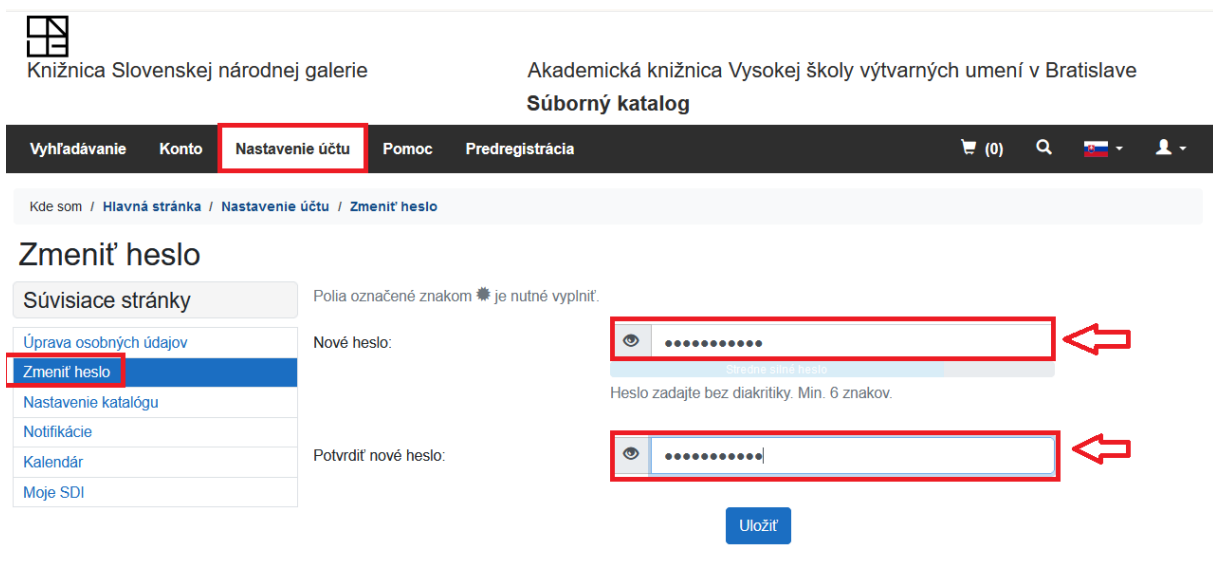 Knižnica Slovenskej národnej galerie
Akademická knižnica Vysokej školy výtvarných umení v Bratislave
Súborný katalog
Vyhľadávanie Konto Nastavenie účtu Pomoc Predregistrácia (0)
Kde som / Hlavná stránka / Nastavenie účtu / Zmeniť heslo
Zmeniť heslo
Súvisiace stránky
Úprava osobných údajov
Zmeniť heslo
Nastavenie katalógu
Notifikácie
Kalendár
Moje SDI
Polia označené znakom ✹ je nutné vyplniť.
Nové heslo:
●●●●●●●●●●●
Stredne silné heslo
Heslo zadajte bez diakritiky. Min. 6 znakov.
Potvrdiť nové heslo:
●●●●●●●●●●●
Uložiť